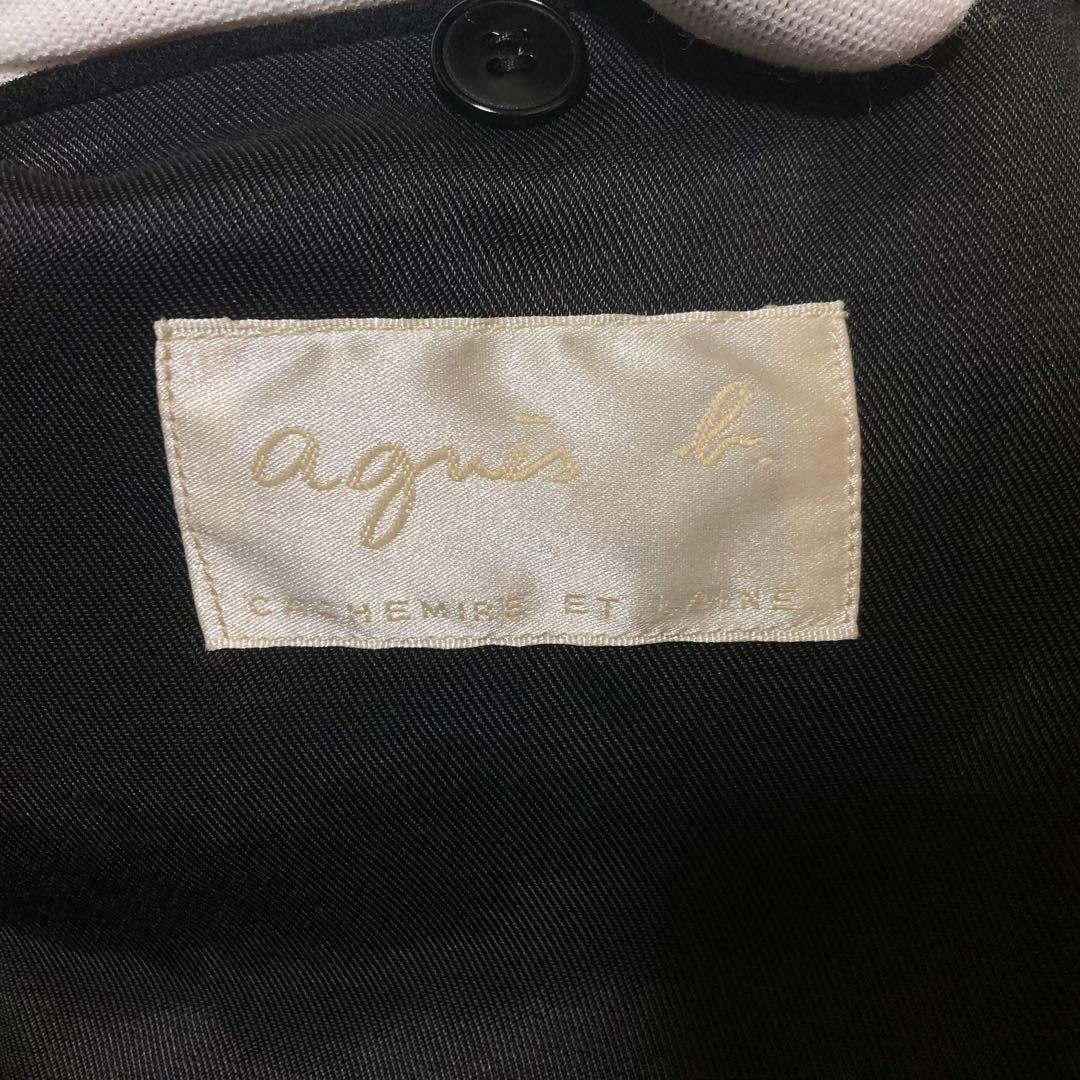 agnès b.
CACHEMIRE ET LAINE